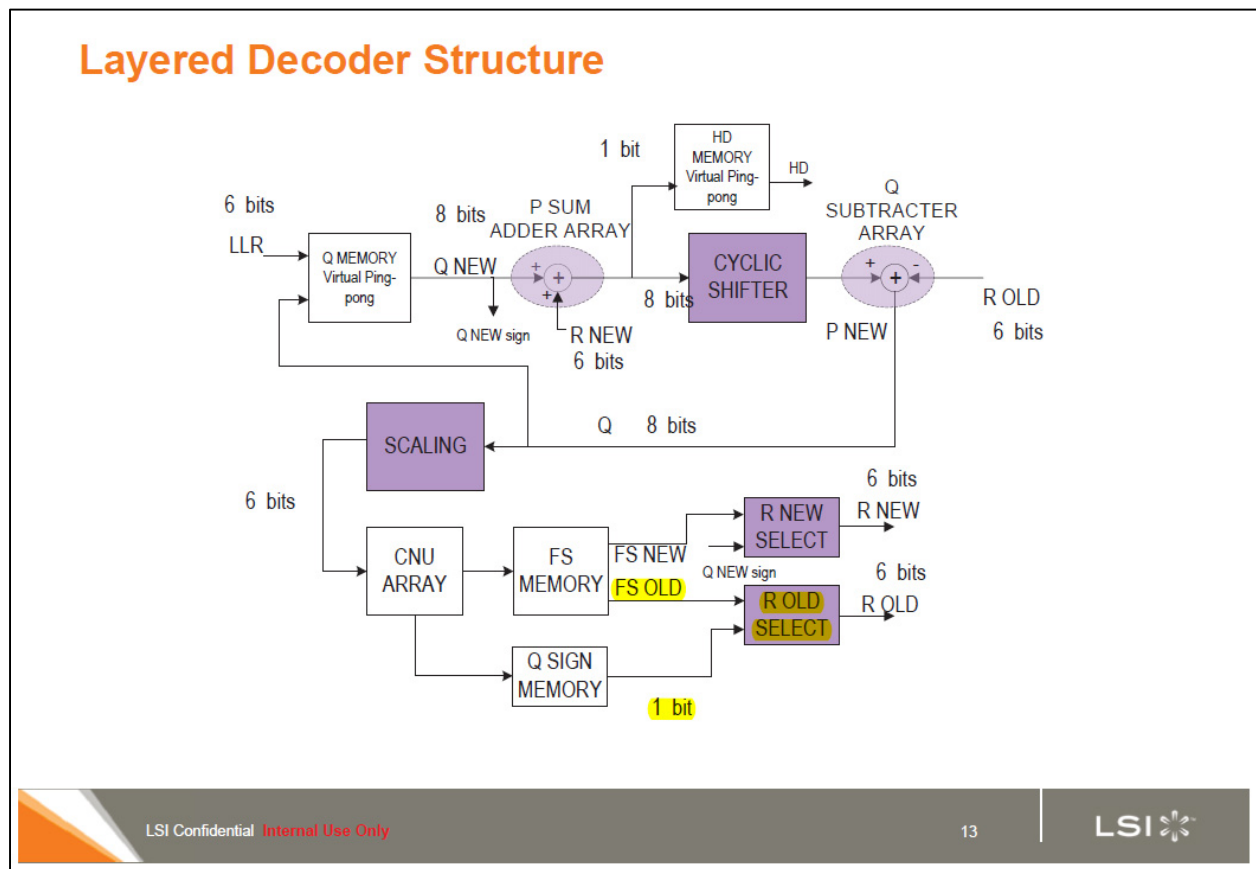 Layered Decoder Structure
1 bit
HD
MEMORY
Virtual Ping-
pong
HD
Q
SUBTRACTER
ARRAY
6 bits
LLR
8 bits
P SUM
ADDER ARRAY
Q MEMORY
Virtual Ping-
pong
Q NEW
+
+
+
Q NEW sign
R NEW
6 bits
8 bits
CYCLIC
SHIFTER
+
-
+
P NEW
R OLD
6 bits
SCALING
Q 8 bits
6 bits
CNU
ARRAY
FS
MEMORY
FS NEW
FS OLD
Q NEW sign
R NEW
SELECT
6 bits
R NEW
R OLD
SELECT
6 bits
R OLD
Q SIGN
MEMORY
1 bit
LSI Confidential Internal Use Only
13
LSI